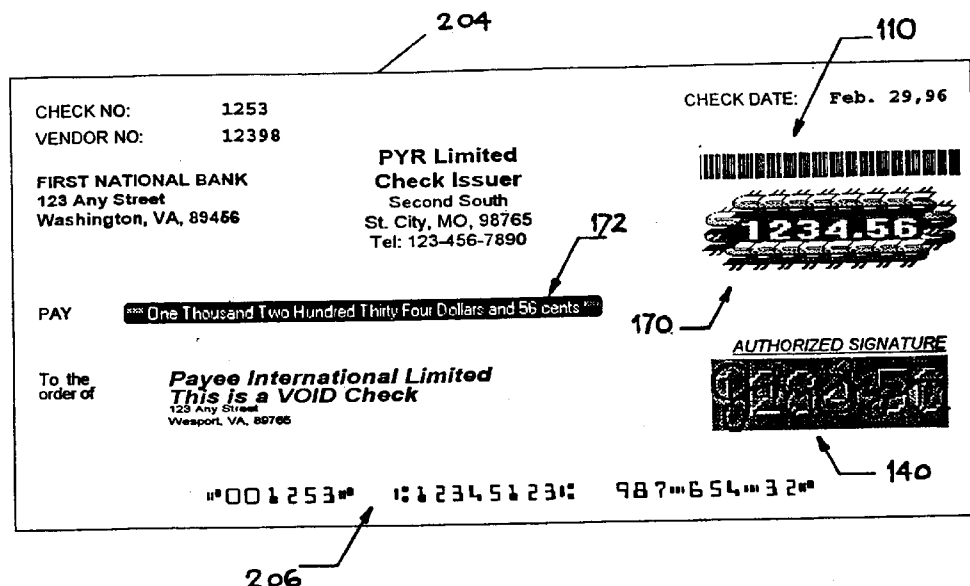 204
110
CHECK NO: 1253
CHECK DATE: Feb. 29,96
VENDOR NO: 12398
FIRST NATIONAL BANK
123 Any Street
Washington, VA, 89456
PYR Limited
Check Issuer
Second South
St. City, MO, 98765
Tel: 123-456-7890
1234.56
172
PAY *** One Thousand Two Hundred Thirty Four Dollars and 56 cents ***
170
AUTHORIZED SIGNATURE
To the
order of
Payee International Limited
This is a VOID Check
123 Any Street
Wesport, VA, 89765
140
⑈001253⑈ ⑆12345123⑆ 987⑉654⑉32⑈
206